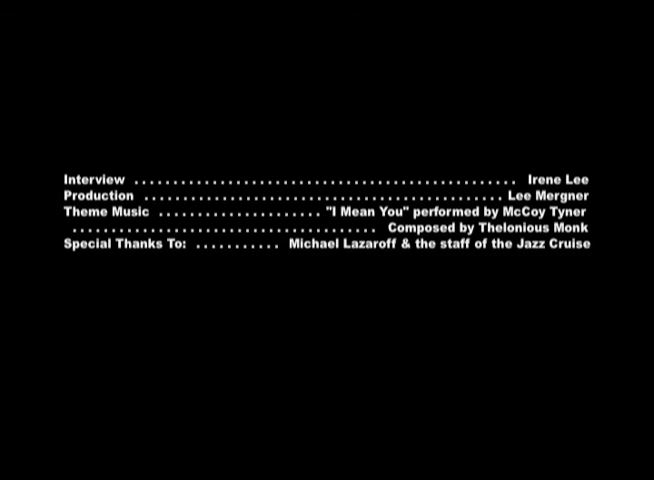 Interview ................................................ Irene Lee
Production .............................................. Lee Mergner
Theme Music ..................... "I Mean You" performed by McCoy Tyner
....................................... Composed by Thelonious Monk
Special Thanks To: ........... Michael Lazaroff & the staff of the Jazz Cruise